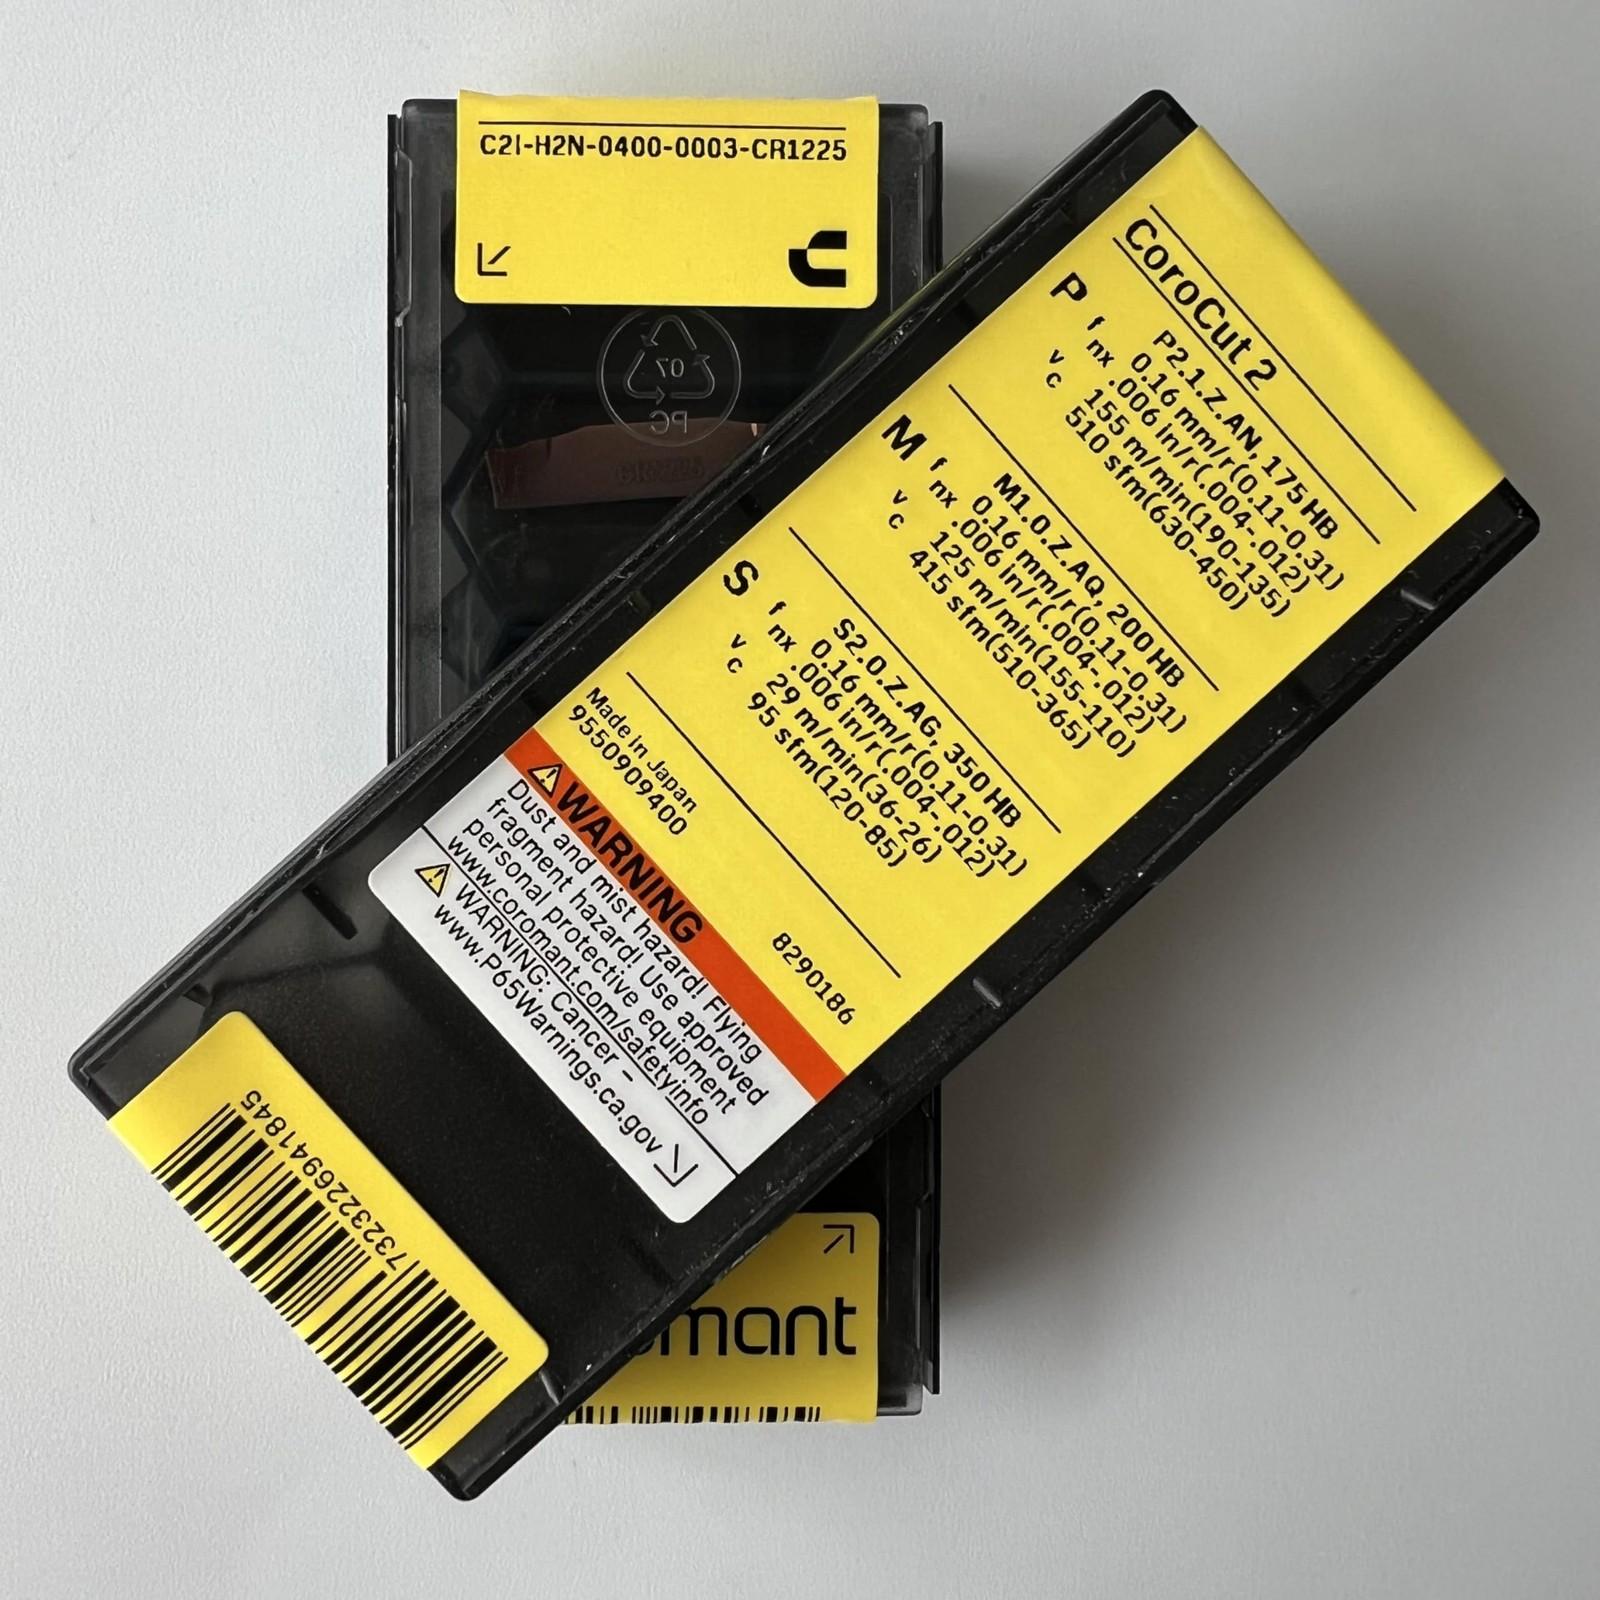 C2I-H2N-0400-0003-CR1225
07
PC
CoroCut 2
P P2.1.Z.AN, 175 HB
f nx 0.16 mm/r(0.11-0.31)
.006 in/r(.004-.012)
v c 155 m/min(190-135)
510 sfm(630-450)
M M1.0.Z.AQ, 200 HB
f nx 0.16 mm/r(0.11-0.31)
.006 in/r(.004-.012)
v c 125 m/min(155-110)
415 sfm(510-365)
S S2.0.Z.AG, 350 HB
f nx 0.16 mm/r(0.11-0.31)
.006 in/r(.004-.012)
v c 29 m/min(36-26)
95 sfm(120-85)
Made in Japan
9550909400 8290186
WARNING
Dust and mist hazard! Flying
fragment hazard! Use approved
personal protective equipment
www.coromant.com/safetyinfo
WARNING: Cancer –
www.P65Warnings.ca.gov
7323226941845
omant